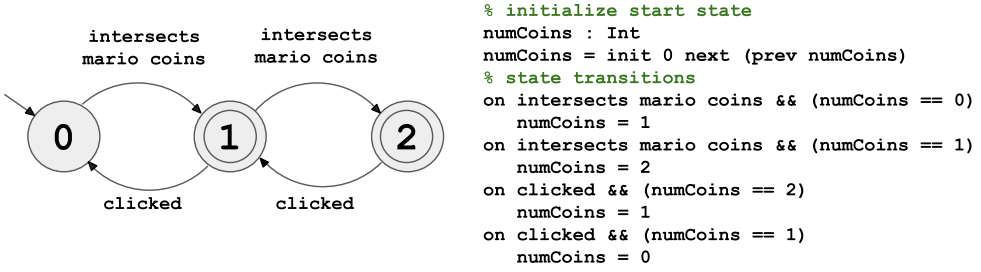 intersects
mario coins
intersects
mario coins
0
1
2
clicked
clicked
% initialize start state
numCoins : Int
numCoins = init 0 next (prev numCoins)
% state transitions
on intersects mario coins && (numCoins == 0)
   numCoins = 1
on intersects mario coins && (numCoins == 1)
   numCoins = 2
on clicked && (numCoins == 2)
   numCoins = 1
on clicked && (numCoins == 1)
   numCoins = 0